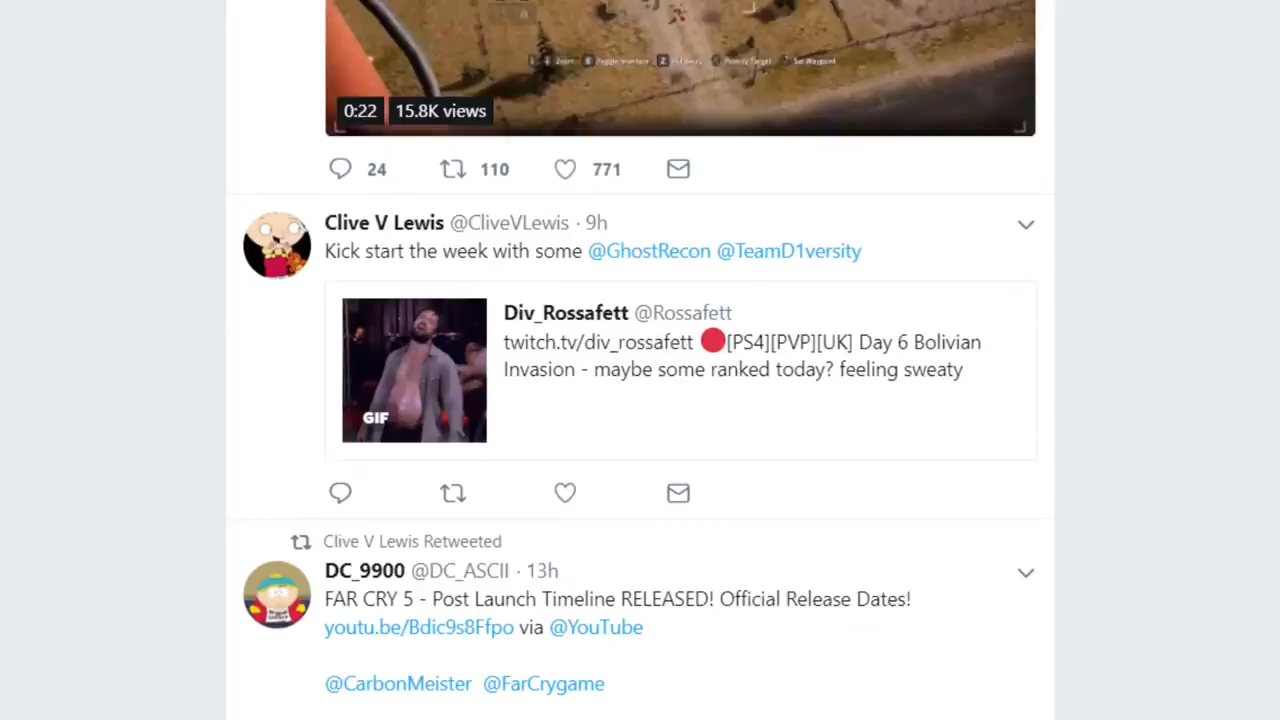 0:22 15.8K views
24 110 771
Clive V Lewis @CliveVLewis · 9h
Kick start the week with some @GhostRecon @TeamD1versity
Div_Rossafett @Rossafett
twitch.tv/div_rossafett 🔴[PS4][PVP][UK] Day 6 Bolivian
Invasion - maybe some ranked today? feeling sweaty
GIF
Clive V Lewis Retweeted
DC_9900 @DC_ASCII · 13h
FAR CRY 5 - Post Launch Timeline RELEASED! Official Release Dates!
youtu.be/Bdic9s8Ffpo via @YouTube
@CarbonMeister @FarCrygame